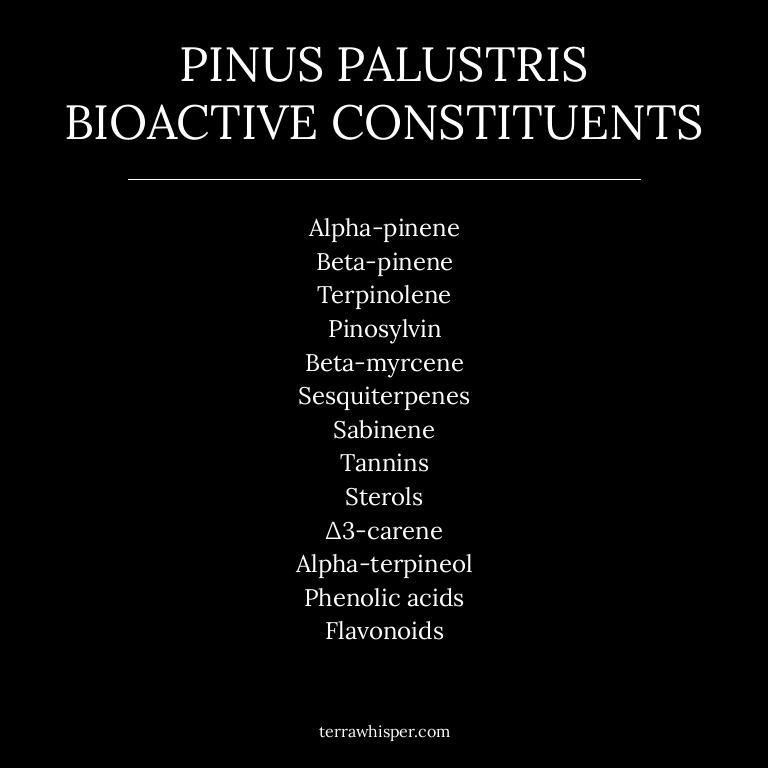 PINUS PALUSTRIS
BIOACTIVE CONSTITUENTS
Alpha-pinene
Beta-pinene
Terpinolene
Pinosylvin
Beta-myrcene
Sesquiterpenes
Sabinene
Tannins
Sterols
Δ3-carene
Alpha-terpineol
Phenolic acids
Flavonoids
terrawhisper.com